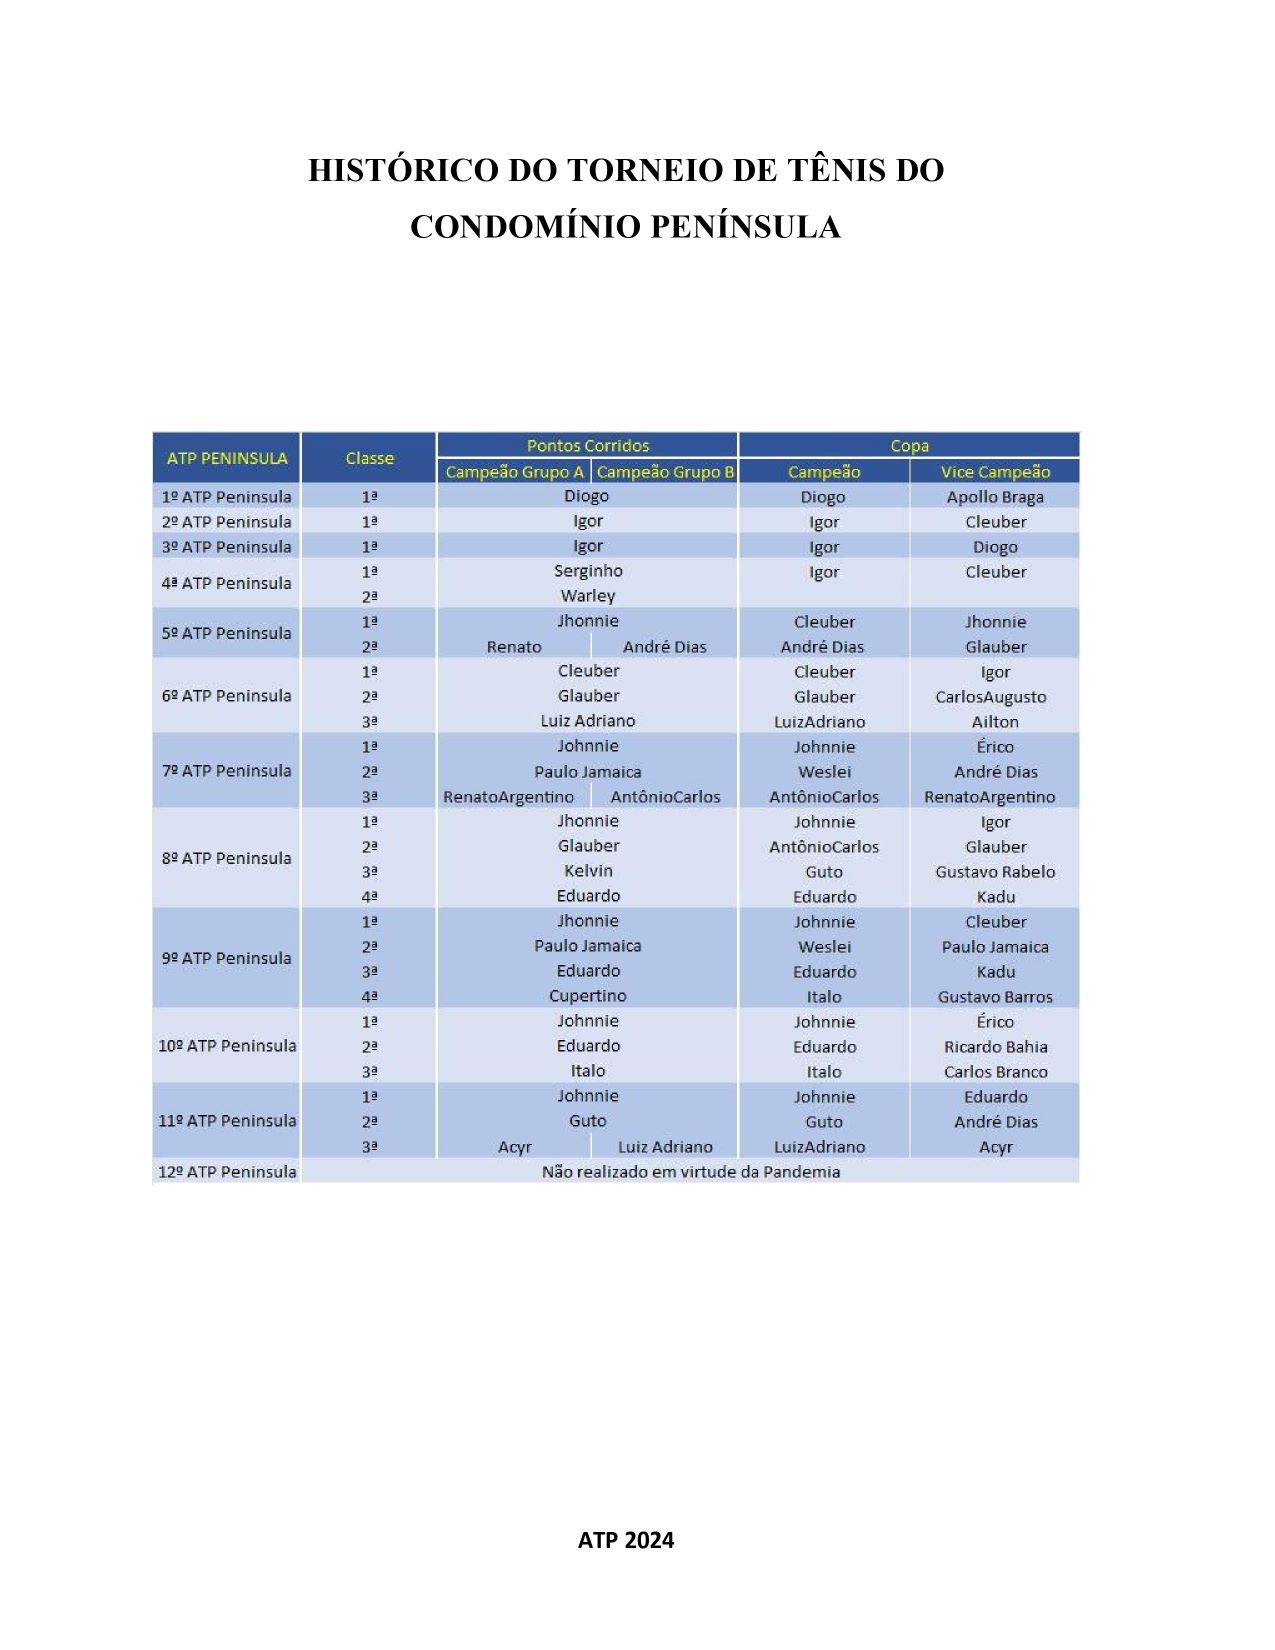 HISTÓRICO DO TORNEIO DE TÊNIS DO
CONDOMÍNIO PENÍNSULA
ATP PENINSULA Classe Pontos Corridos Copa
Campeão Grupo A Campeão Grupo B Campeão Vice Campeão
1º ATP Peninsula 1ª Diogo Diogo Apollo Braga
2º ATP Peninsula 1ª Igor Igor Cleuber
3º ATP Peninsula 1ª Igor Igor Diogo
4ª ATP Peninsula 1ª Serginho Igor Cleuber
2ª Warley
5º ATP Peninsula 1ª Jhonnie Cleuber Jhonnie
2ª Renato André Dias André Dias Glauber
6º ATP Peninsula 1ª Cleuber Cleuber Igor
2ª Glauber Glauber CarlosAugusto
3ª Luiz Adriano LuizAdriano Ailton
7º ATP Peninsula 1ª Johnnie Johnnie Érico
2ª Paulo Jamaica Weslei André Dias
3ª RenatoArgentino AntônioCarlos AntônioCarlos RenatoArgentino
8º ATP Peninsula 1ª Jhonnie Johnnie Igor
2ª Glauber AntônioCarlos Glauber
3ª Kelvin Guto Gustavo Rabelo
4ª Eduardo Eduardo Kadu
9º ATP Peninsula 1ª Jhonnie Johnnie Cleuber
2ª Paulo Jamaica Weslei Paulo Jamaica
3ª Eduardo Eduardo Kadu
4ª Cupertino Italo Gustavo Barros
10º ATP Peninsula 1ª Johnnie Johnnie Érico
2ª Eduardo Eduardo Ricardo Bahia
3ª Italo Italo Carlos Branco
11º ATP Peninsula 1ª Johnnie Johnnie Eduardo
2ª Guto Guto André Dias
3ª Acyr Luiz Adriano LuizAdriano Acyr
12º ATP Peninsula Não realizado em virtude da Pandemia
ATP 2024